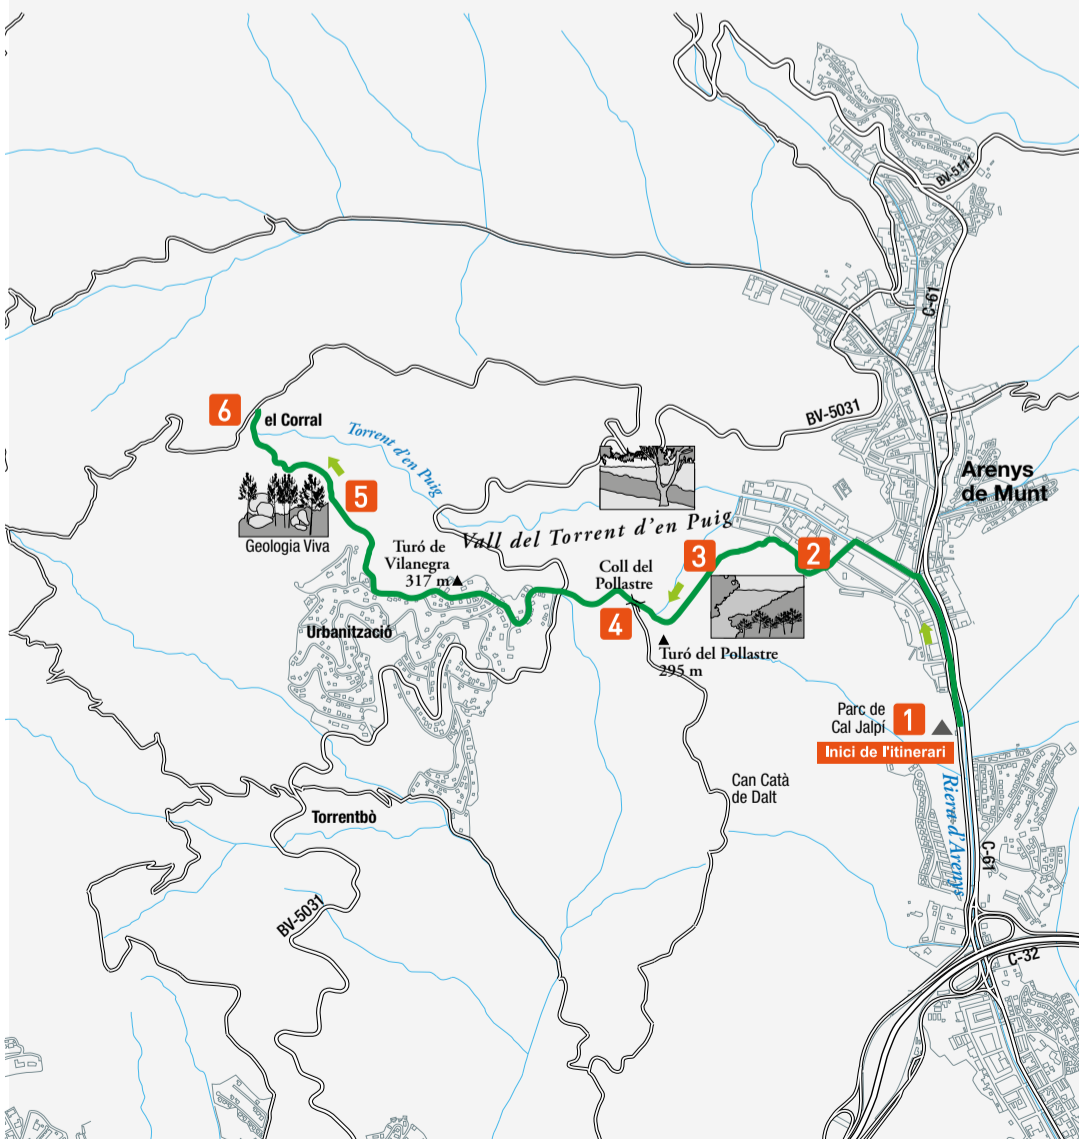 BV-5111
C-61
BV-5031
6
el Corral
Torrent d'en Puig
Arenys
de Munt
5
Geologia Viva
Vall del Torrent d'en Puig
Turó de
Vilanegra
317 m
Coll del
Pollastre
3
2
4
Urbanització
Turó del Pollastre
295 m
Parc de
Cal Jalpí
1
Inici de l'itinerari
Can Catà
de Dalt
Riera d'Arenys
Torrentbò
C-61
BV-5031
C-32